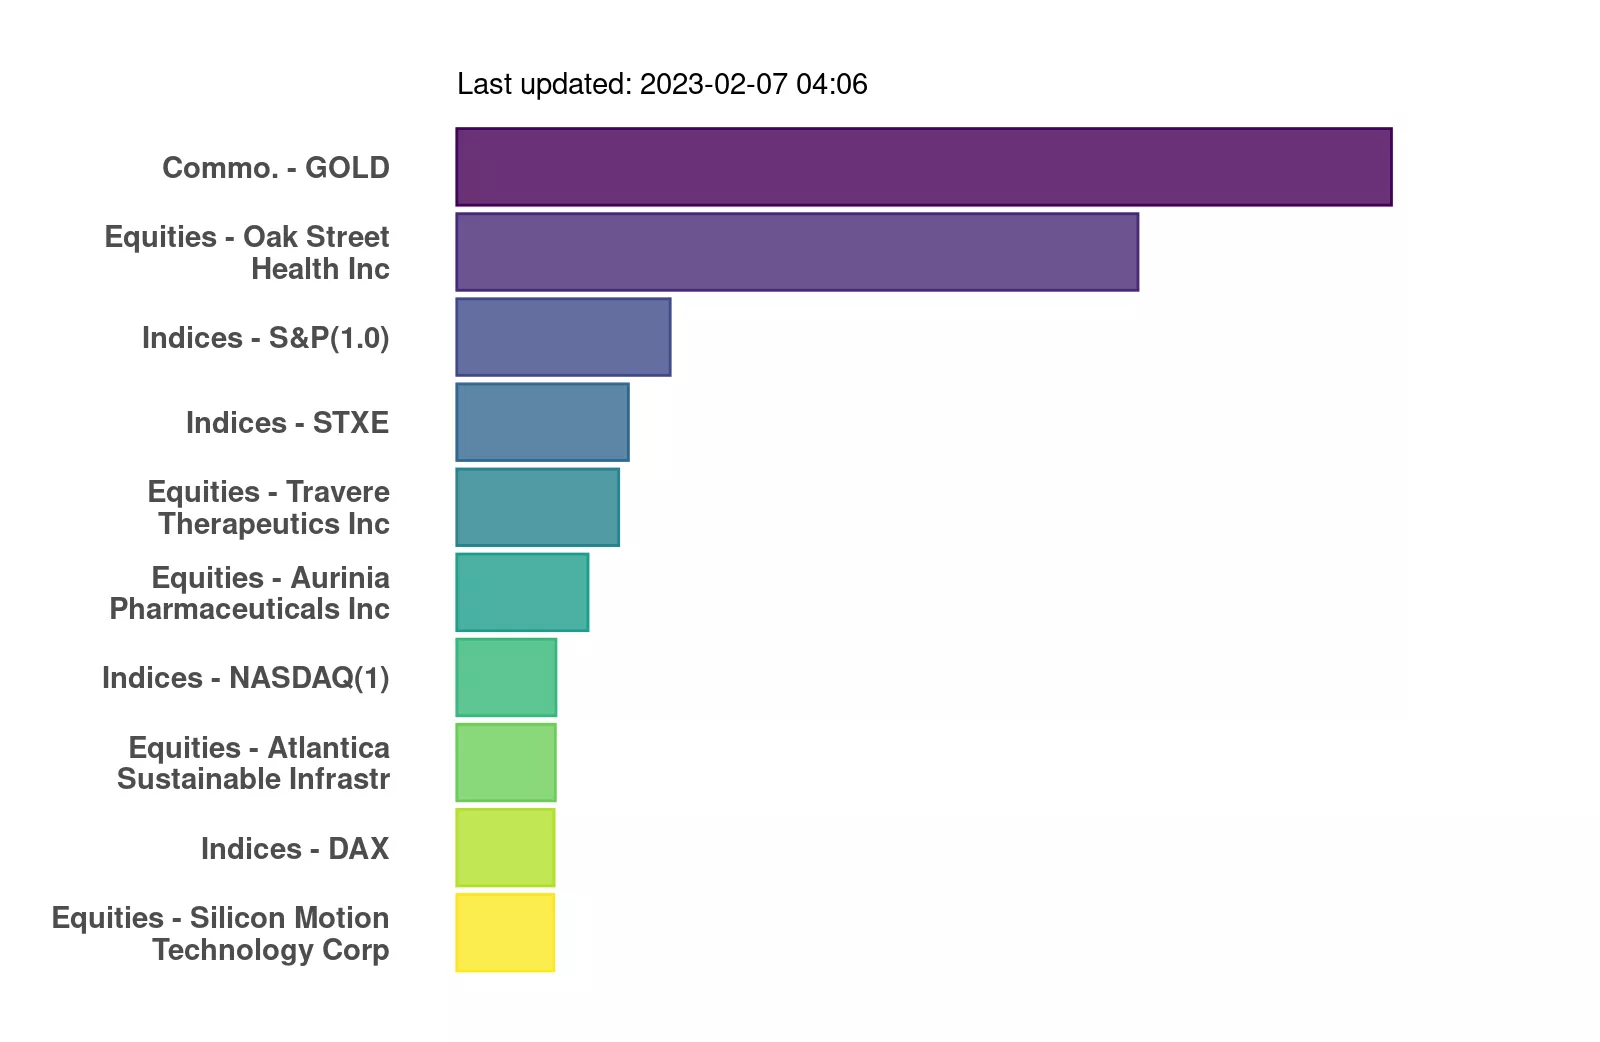 Last updated: 2023-02-07 04:06
Commo. - GOLD
Equities - Oak Street
Health Inc
Indices - S&P(1.0)
Indices - STXE
Equities - Travere
Therapeutics Inc
Equities - Aurinia
Pharmaceuticals Inc
Indices - NASDAQ(1)
Equities - Atlantica
Sustainable Infrastr
Indices - DAX
Equities - Silicon Motion
Technology Corp